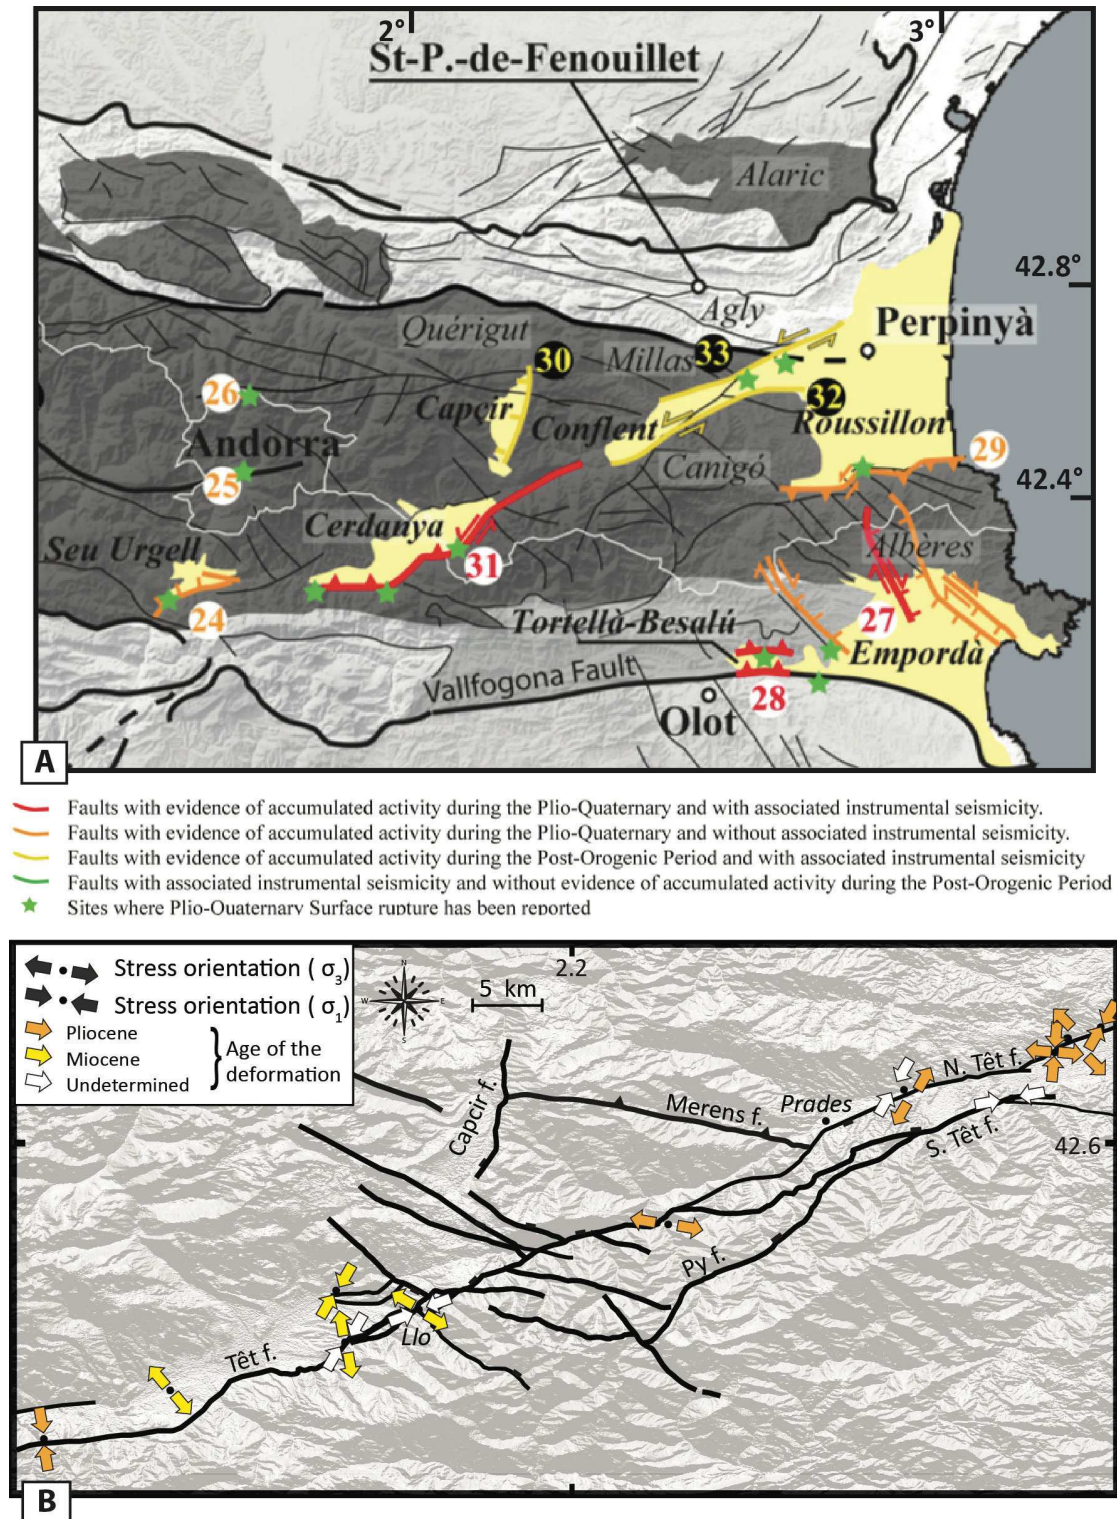 2°
3°
St-P.-de-Fenouillet
Alaric
42.8°
Agly
Perpinyà
Quérigut
30
Millas
33
26
Capçir
Conflent
32
Roussillon
Andorra
29
Canigó
25
42.4°
Cerdanya
Seu Urgell
31
Albères
24
Tortellà-Besalú
27
Empordà
Vallfogona Fault
28
Olot
A
Faults with evidence of accumulated activity during the Plio-Quaternary and with associated instrumental seismicity.
Faults with evidence of accumulated activity during the Plio-Quaternary and without associated instrumental seismicity.
Faults with evidence of accumulated activity during the Post-Orogenic Period and with associated instrumental seismicity
Faults with associated instrumental seismicity and without evidence of accumulated activity during the Post-Orogenic Period
Sites where Plio-Quaternary Surface rupture has been reported
Stress orientation ( σ3)
Stress orientation ( σ1)
Pliocene
Miocene
Undetermined
Age of the
deformation
N
W
E
S
5 km
2.2
N. Têt f.
Capcir f.
Merens f.
Prades
S. Têt f.
42.6
Py f.
Llo
Têt f.
B